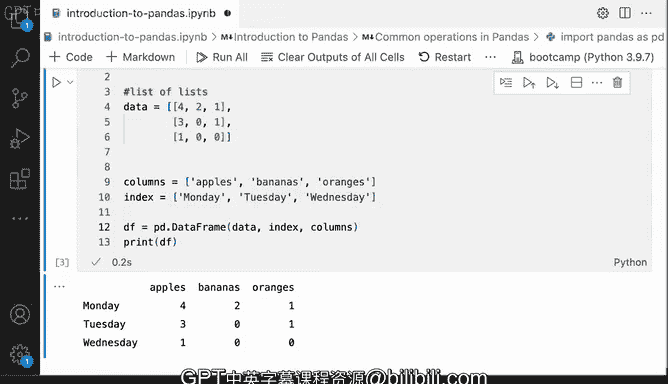 introduction-to-pandas.ipynb
introduction-to-pandas.ipynb > Introduction to Pandas > Common operations in Pandas > import pandas as pd
+ Code + Markdown Run All Clear Outputs of All Cells Restart ... bootcamp (Python 3.9.7)
2
3 #list of lists
4 data = [[4, 2, 1],
5 [3, 0, 1],
6 [1, 0, 0]]
7
8
9 columns = ['apples', 'bananas', 'oranges']
10 index = ['Monday', 'Tuesday', 'Wednesday']
11
12 df = pd.DataFrame(data, index, columns)
13 print(df)
[3] 0.2s Python
... apples bananas oranges
Monday 4 2 1
Tuesday 3 0 1
Wednesday 1 0 0
GPT中英字幕课程资源@bilibili.com